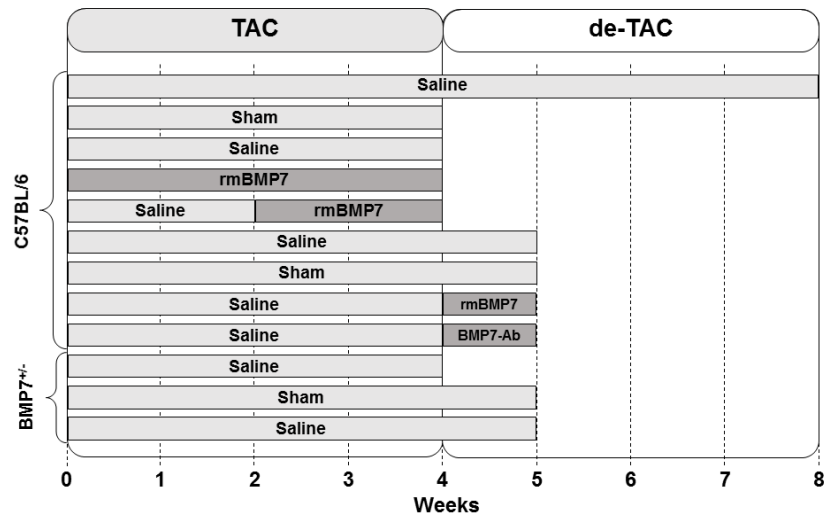 TAC de-TAC
Saline
Sham
Saline
rmBMP7
Saline rmBMP7
Saline
Sham
Saline rmBMP7
Saline BMP7-Ab
Saline
Sham
Saline
C57BL/6
BMP7+/-
0 1 2 3 4 5 6 7 8
Weeks